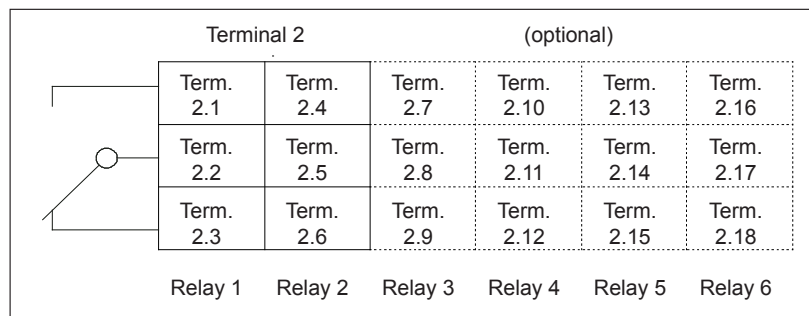 Terminal 2 (optional)
Term. Term. Term. Term. Term. Term.
2.1 2.4 2.7 2.10 2.13 2.16
Term. Term. Term. Term. Term. Term.
2.2 2.5 2.8 2.11 2.14 2.17
Term. Term. Term. Term. Term. Term.
2.3 2.6 2.9 2.12 2.15 2.18
Relay 1 Relay 2 Relay 3 Relay 4 Relay 5 Relay 6